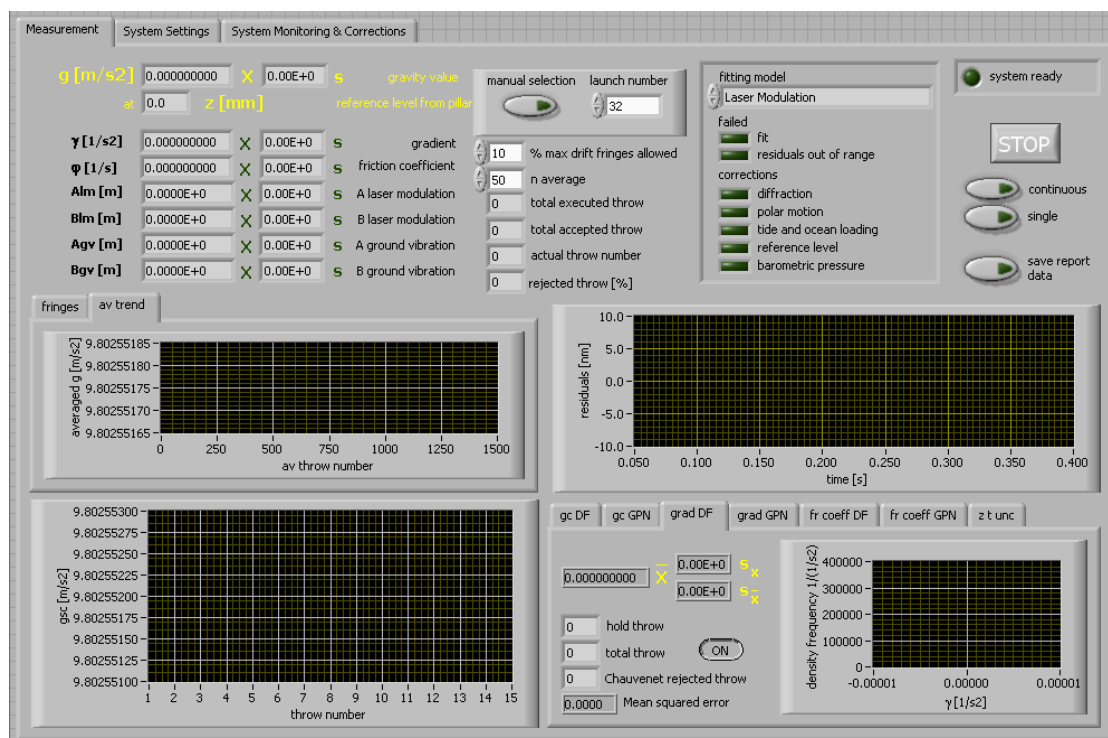 Measurement System Settings System Monitoring & Corrections
g [m/s2] 0.000000000 X 0.00E+0 s gravity value
at 0.0 z [mm] reference level from pillar
γ [1/s2] 0.000000000 X 0.00E+0 s gradient
φ [1/s] 0.000000000 X 0.00E+0 s friction coefficient
Alm [m] 0.0000E+0 X 0.00E+0 s A laser modulation
Blm [m] 0.0000E+0 X 0.00E+0 s B laser modulation
Agv [m] 0.0000E+0 X 0.00E+0 s A ground vibration
Bgv [m] 0.0000E+0 X 0.00E+0 s B ground vibration
manual selection launch number
32
10 % max drift fringes allowed
50 n average
0 total executed throw
0 total accepted throw
0 actual throw number
0 rejected throw [%]
fitting model
Laser Modulation
failed
fit
residuals out of range
corrections
diffraction
polar motion
tide and ocean loading
reference level
barometric pressure
system ready
STOP
continuous
single
save report
data
fringes av trend
averaged g [m/s2]
9.80255185
9.80255180
9.80255175
9.80255170
9.80255165
0 250 500 750 1000 1250 1500
av throw number
residuals [nm]
10.0
5.0
0.0
-5.0
-10.0
0.050 0.100 0.150 0.200 0.250 0.300 0.350 0.400
time [s]
gsc [m/s2]
9.80255300
9.80255275
9.80255250
9.80255225
9.80255200
9.80255175
9.80255150
9.80255125
9.80255100
1 2 3 4 5 6 7 8 9 10 11 12 13 14 15
throw number
gc DF gc GPN grad DF grad GPN fr coeff DF fr coeff GPN z t unc
0.000000000 X̅ 0.00E+0 s x
0.00E+0 s x̅
0 hold throw
0 total throw ON
0 Chauvenet rejected throw
0.0000 Mean squared error
density frequency 1/(1/s2)
400000
300000
200000
100000
0
-0.00001 0.00000 0.00001
γ [1/s2]